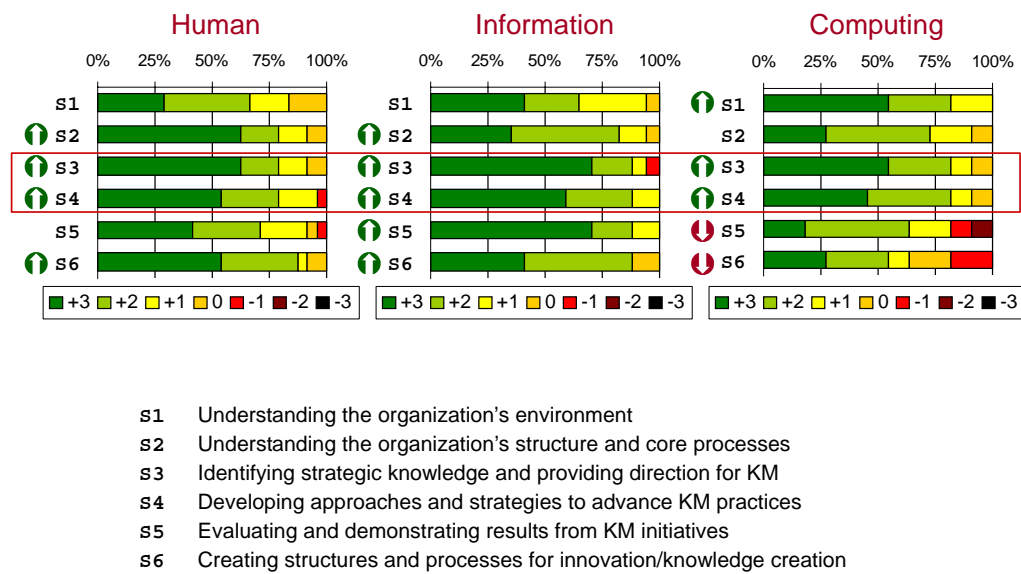 Human Information Computing
0% 25% 50% 75% 100% 0% 25% 50% 75% 100% 0% 25% 50% 75% 100%
S1 S1 S1
S2 S2 S2
S3 S3 S3
S4 S4 S4
S5 S5 S5
S6 S6 S6
+3 +2 +1 0 -1 -2 -3 +3 +2 +1 0 -1 -2 -3 +3 +2 +1 0 -1 -2 -3
S1 Understanding the organization’s environment
S2 Understanding the organization’s structure and core processes
S3 Identifying strategic knowledge and providing direction for KM
S4 Developing approaches and strategies to advance KM practices
S5 Evaluating and demonstrating results from KM initiatives
S6 Creating structures and processes for innovation/knowledge creation